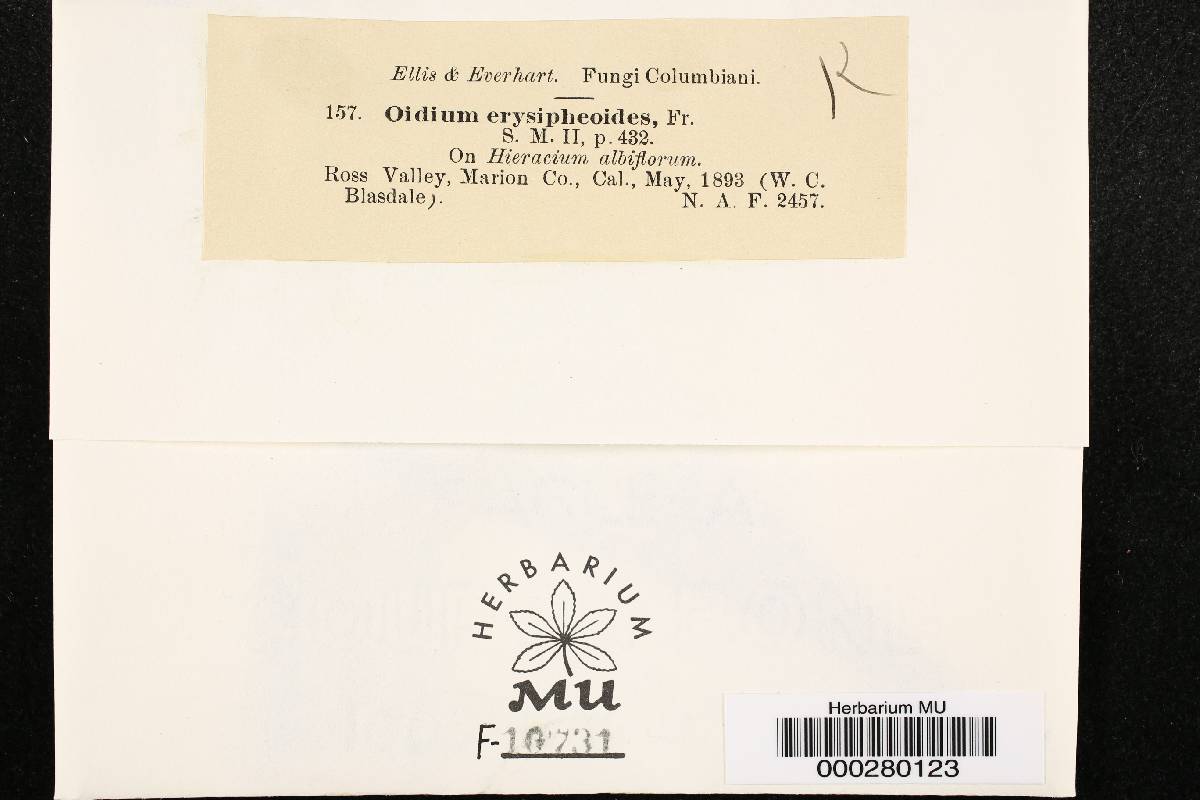 Ellis & Everhart. Fungi Columbiani.
R
157. Oidium erysipheoides, Fr.
S. M. II, p. 432.
On Hieracium albiflorum.
Ross Valley, Marion Co., Cal., May, 1893 (W. C.
Blasdale). N. A. F. 2457.
HERBARIUM
MU
F-10731
Herbarium MU
000280123